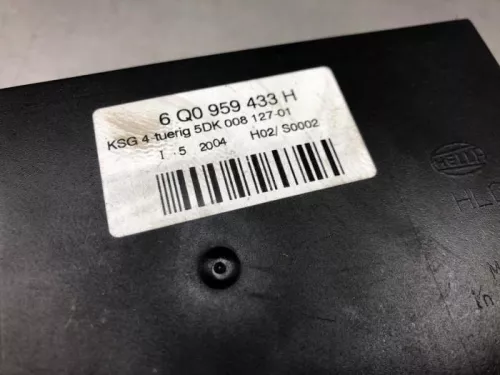 6 Q0 959 433 H
KSG 4-tuerig 5DK 008 127-01
I 5 2004 H02/ S0002
HELLA